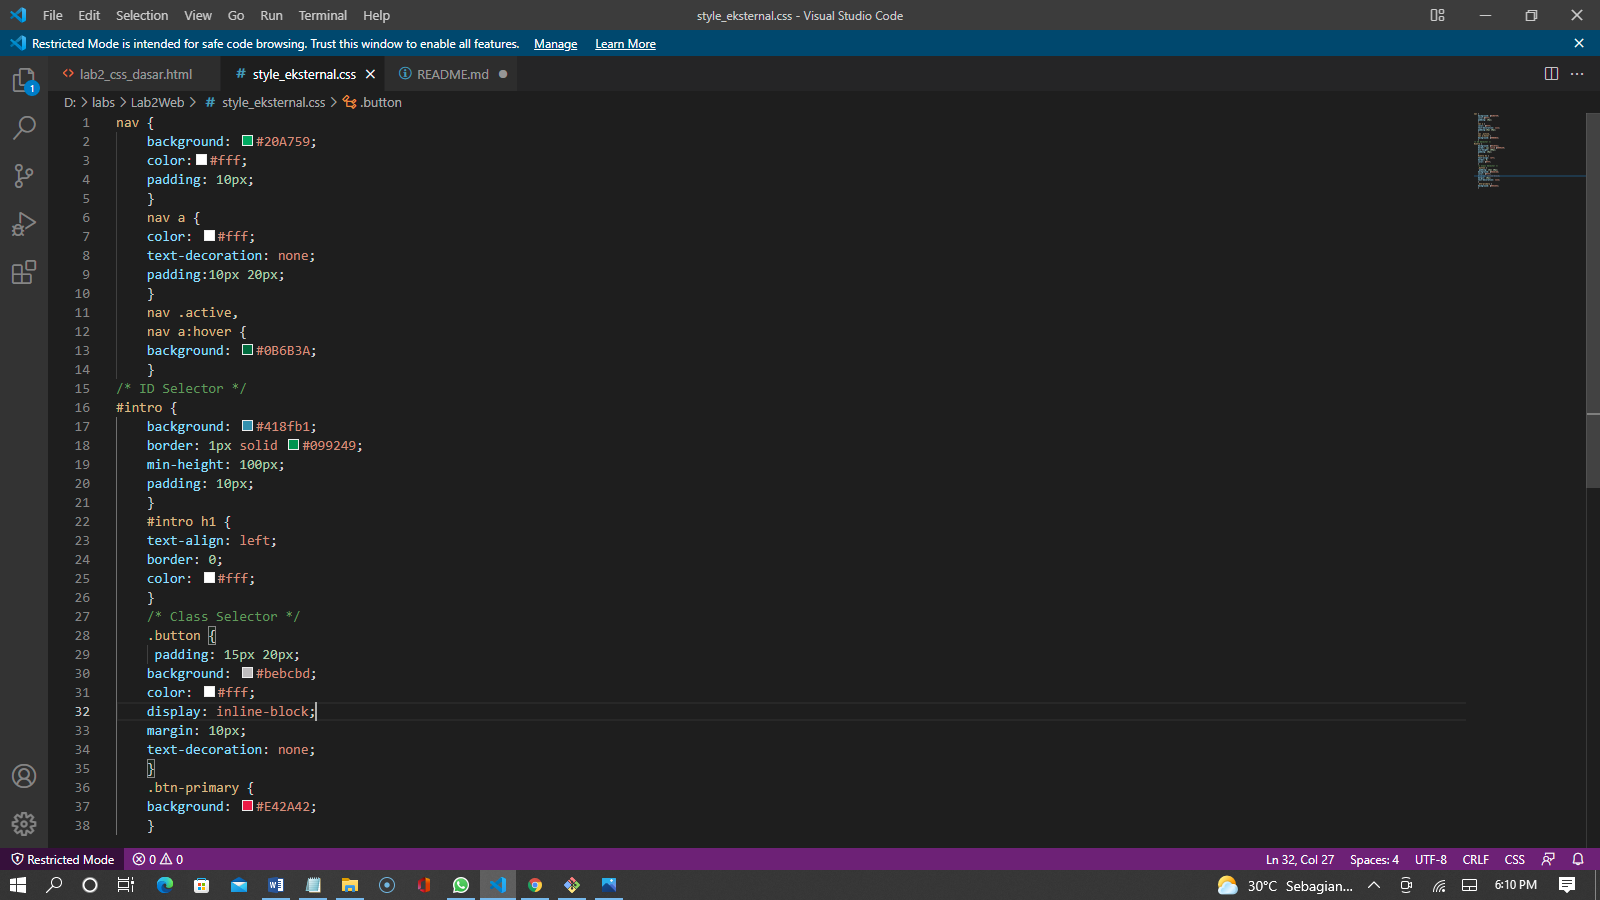 File Edit Selection View Go Run Terminal Help
style_eksternal.css - Visual Studio Code
Restricted Mode is intended for safe code browsing. Trust this window to enable all features. Manage Learn More
lab2_css_dasar.html # style_eksternal.css README.md
D: > labs > Lab2Web > # style_eksternal.css > .button
1 nav {
2 background: #20A759;
3 color: #fff;
4 padding: 10px;
5 }
6 nav a {
7 color: #fff;
8 text-decoration: none;
9 padding:10px 20px;
10 }
11 nav .active,
12 nav a:hover {
13 background: #0B6B3A;
14 }
15 /* ID Selector */
16 #intro {
17 background: #418fb1;
18 border: 1px solid #099249;
19 min-height: 100px;
20 padding: 10px;
21 }
22 #intro h1 {
23 text-align: left;
24 border: 0;
25 color: #fff;
26 }
27 /* Class Selector */
28 .button {
29 padding: 15px 20px;
30 background: #bebcbd;
31 color: #fff;
32 display: inline-block;
33 margin: 10px;
34 text-decoration: none;
35 }
36 .btn-primary {
37 background: #E42A42;
38 }
1
Restricted Mode 0 0 Ln 32, Col 27 Spaces: 4 UTF-8 CRLF CSS
30°C Sebagian... 6:10 PM